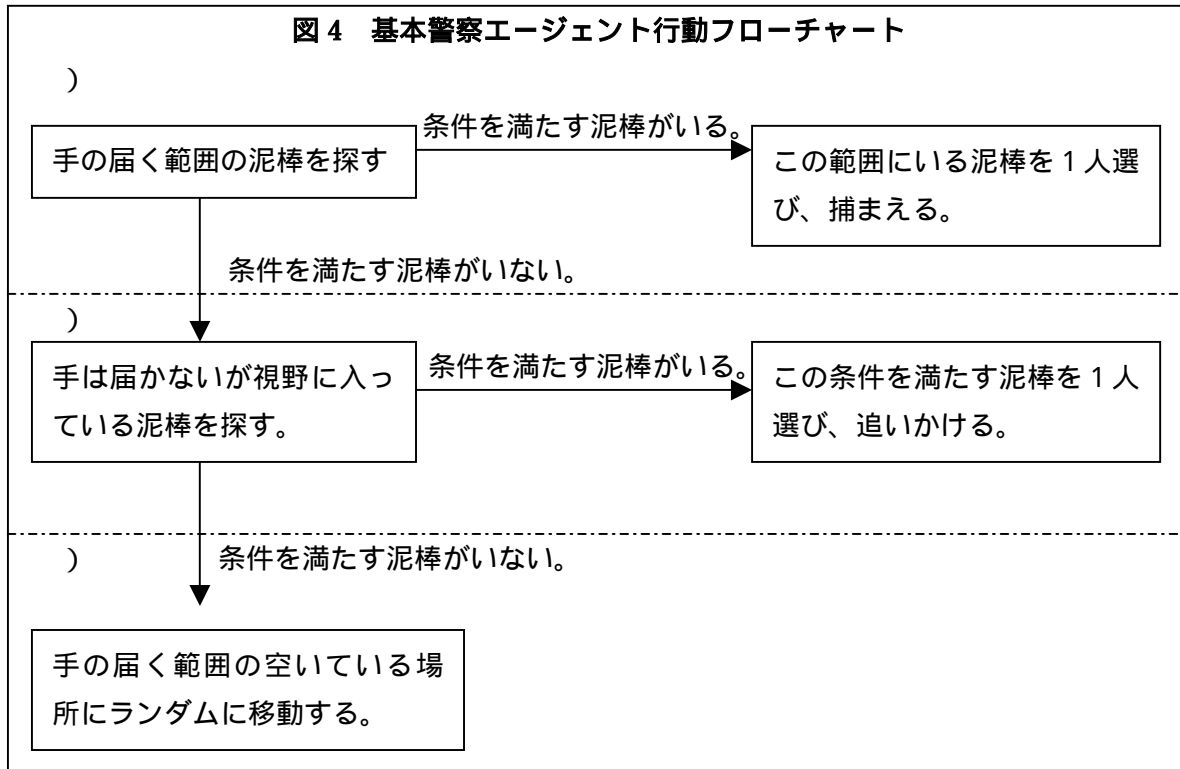 図 4　基本警察エージェント行動フローチャート
）
条件を満たす泥棒がいる。
手の届く範囲の泥棒を探す
この範囲にいる泥棒を 1 人選
び、捕まえる。
条件を満たす泥棒がいない。
）
条件を満たす泥棒がいる。
手は届かないが視野に入っ
ている泥棒を探す。
この条件を満たす泥棒を 1 人
選び、追いかける。
）
条件を満たす泥棒がいない。
手の届く範囲の空いている場
所にランダムに移動する。